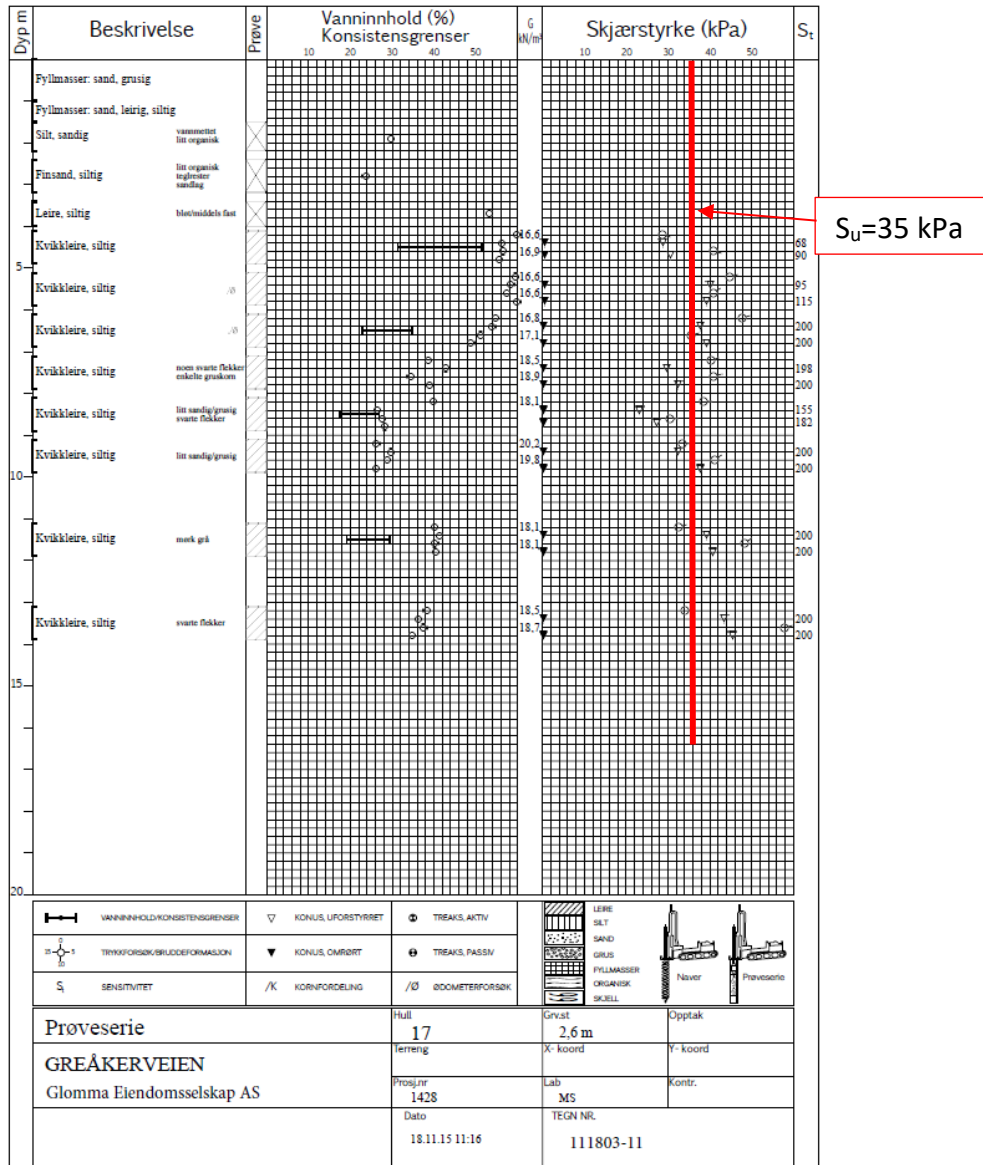 Dyp m
Beskrivelse
Prøve
Vanninnhold (%)
Konsistensgrenser
10 20 30 40 50
G
kN/m³
Skjærstyrke (kPa)
10 20 30 40 50
St
Fyllmasser: sand, grusig
Fyllmasser: sand, leirig, siltig
Silt, sandig
vannmettet
litt organisk
Finsand, siltig
litt organisk
teglrester
sandlag
Leire, siltig
bløt/middels fast
Su=35 kPa
Kvikkleire, siltig
16,6
16,9
68
90
5
Kvikkleire, siltig
/Ø
16,6
16,6
95
115
Kvikkleire, siltig
/Ø
16,8
17,1
200
200
Kvikkleire, siltig
noen svarte flekker
enkelte gruskorn
18,5
18,9
198
200
Kvikkleire, siltig
litt sandig/grusig
svarte flekker
18,1
155
182
Kvikkleire, siltig
litt sandig/grusig
20,2
19,8
200
200
10
Kvikkleire, siltig
mørk grå
18,1
18,1
200
200
Kvikkleire, siltig
svarte flekker
18,5
18,7
200
200
15
20
VANNINNHOLD/KONSISTENSGRENSER
KONUS, UFORSTYRRET
TREAKS, AKTIV
0
15 5
10
TRYKKFORSØK/BRUDDEFORMASJON
KONUS, OMRØRT
TREAKS, PASSIV
St SENSITIVITET
/K KORNFORDELING
/Ø ØDOMETERFORSØK
LEIRE
SILT
SAND
GRUS
FYLLMASSER
ORGANISK
SKJELL
Naver
Prøveserie
Prøveserie
Hull
17
Grv.st
2,6 m
Opptak
GREÅKERVEIEN
Glomma Eiendomsselskap AS
Terreng
X- koord
Y- koord
Prosj.nr
1428
Lab
MS
Kontr.
Dato
18.11.15 11:16
TEGN NR.
111803-11